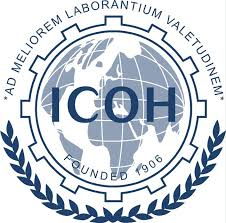 *AD MELIOREM LABORANTIUM VALETUDINEM*
ICOH
FOUNDED 1906